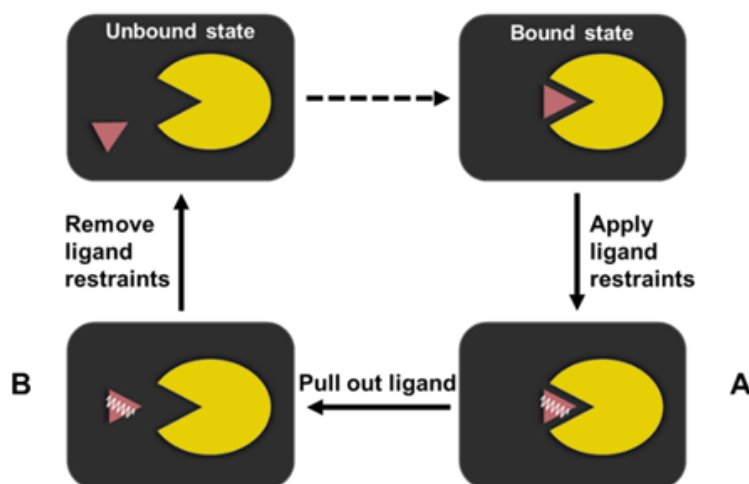 Unbound state
Bound state
Remove
ligand
restraints
Apply
ligand
restraints
B
Pull out ligand
A